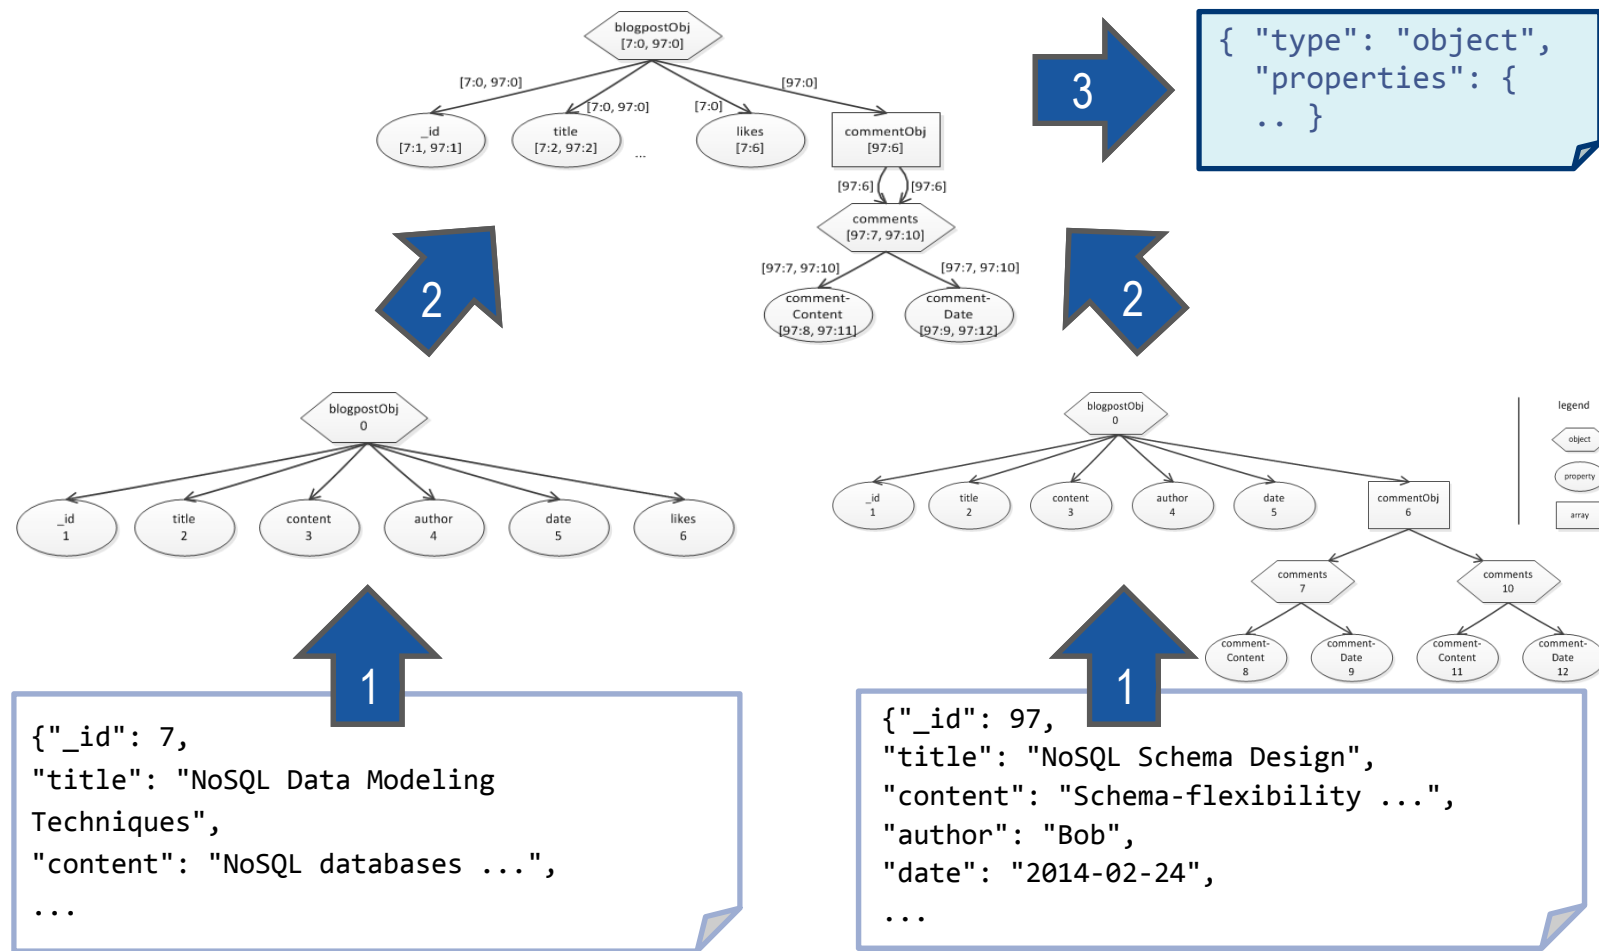 blogpostObj
[7:0, 97:0]
[7:0, 97:0]
[7:0, 97:0]
[7:0]
[97:0]
_id
[7:1, 97:1]
title
[7:2, 97:2]
...
likes
[7:6]
commentObj
[97:6]
[97:6]
[97:6]
comments
[97:7, 97:10]
[97:7, 97:10]
[97:7, 97:10]
comment-
Content
[97:8, 97:11]
comment-
Date
[97:9, 97:12]
3
{ "type": "object",
"properties": {
.. }
2
2
blogpostObj
0
_id
1
title
2
content
3
author
4
date
5
likes
6
blogpostObj
0
_id
1
title
2
content
3
author
4
date
5
commentObj
6
comments
7
comments
10
comment-
Content
8
comment-
Date
9
comment-
Content
11
comment-
Date
12
legend
object
property
array
1
{"_id": 7,
"title": "NoSQL Data Modeling
Techniques",
"content": "NoSQL databases ...",
...
1
{"_id": 97,
"title": "NoSQL Schema Design",
"content": "Schema-flexibility ...",
"author": "Bob",
"date": "2014-02-24",
...